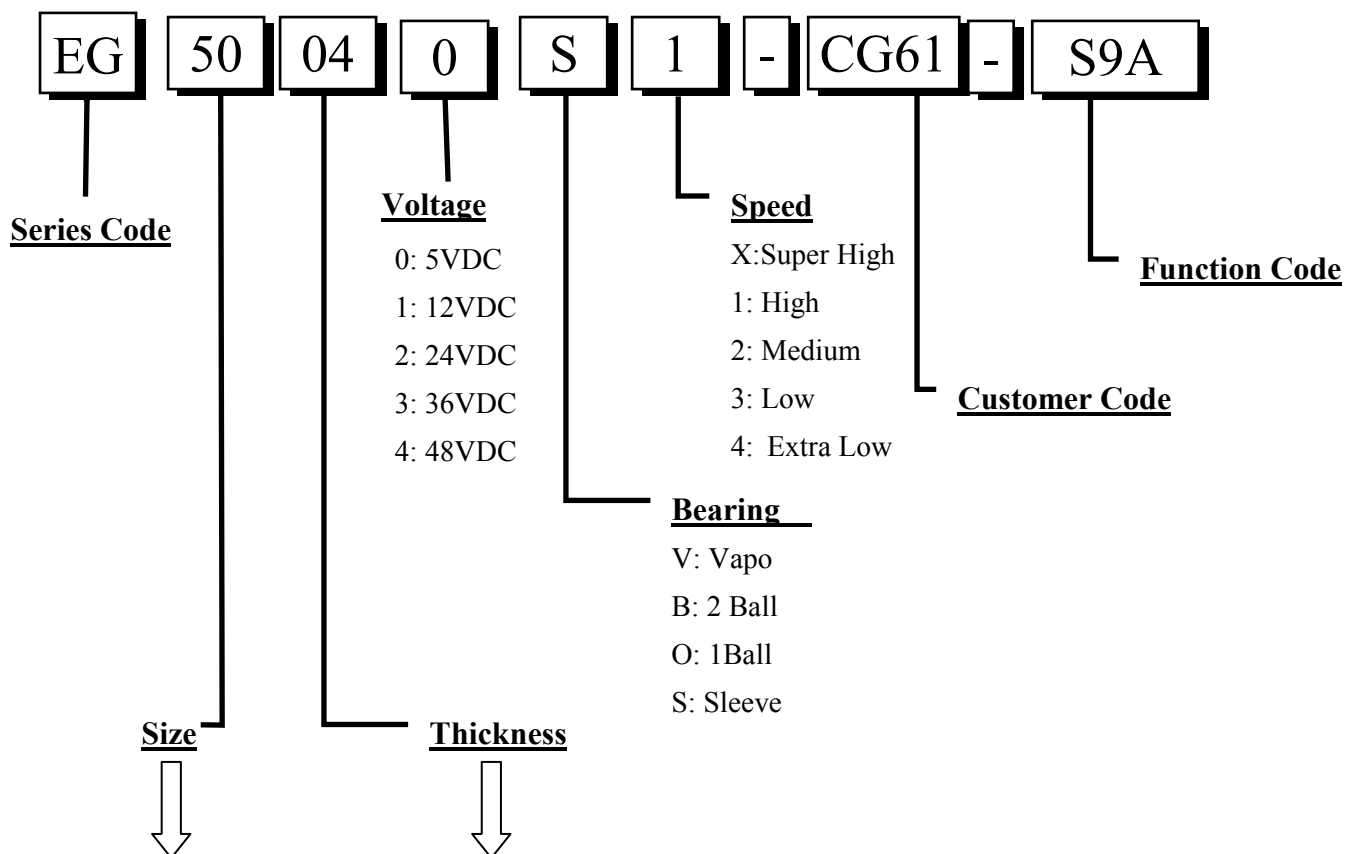 EG 50 04 0 S 1 - CG61 - S9A
Series Code
Voltage
0: 5VDC
1: 12VDC
2: 24VDC
3: 36VDC
4: 48VDC
Speed
X:Super High
1: High
2: Medium
3: Low
4: Extra Low
Function Code
Customer Code
Bearing
V: Vapo
B: 2 Ball
O: 1Ball
S: Sleeve
Size
Thickness